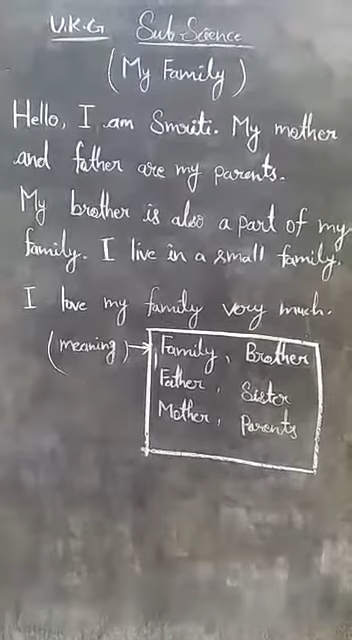 U.K.G Sub Science
(My Family)
Hello, I am Smriti. My mother
and father are my parents.
My brother is also a part of my
family. I live in a small family.
I love my family very much.
(meaning) → Family, Brother
Father, Sister
Mother, Parents